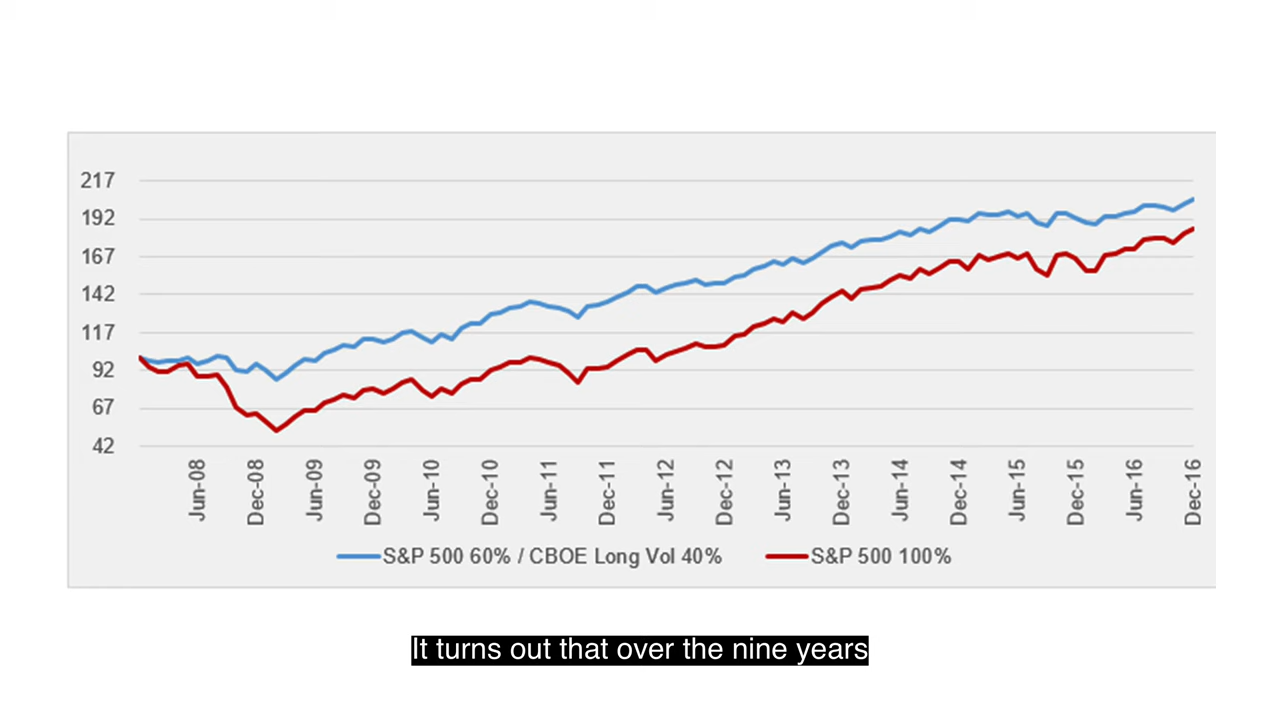 217
192
167
142
117
92
67
42
Jun-08 Dec-08 Jun-09 Dec-09 Jun-10 Dec-10 Jun-11 Dec-11 Jun-12 Dec-12 Jun-13 Dec-13 Jun-14 Dec-14 Jun-15 Dec-15 Jun-16 Dec-16
S&P 500 60% / CBOE Long Vol 40% S&P 500 100%
It turns out that over the nine years